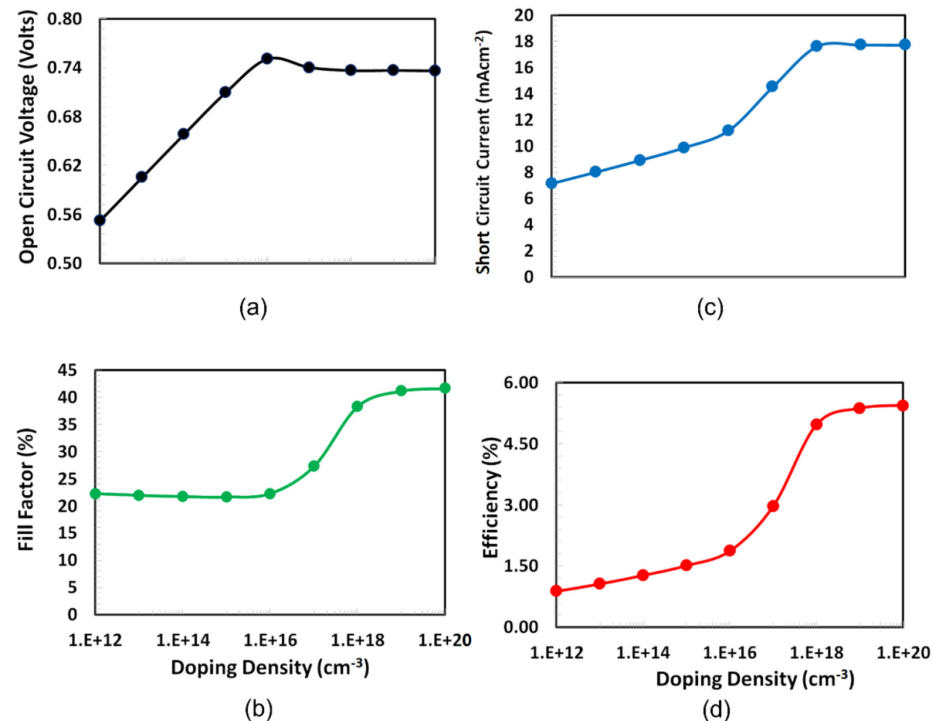 Open Circuit Voltage (Volts)
0.80
0.74
0.68
0.62
0.56
0.50
(a)
Short Circuit Current (mAcm⁻²)
20
18
16
14
12
10
8
6
4
2
0
(c)
Fill Factor (%)
45
40
35
30
25
20
15
10
5
0
1.E+12 1.E+14 1.E+16 1.E+18 1.E+20
Doping Density (cm⁻³)
(b)
Efficiency (%)
6.00
4.50
3.00
1.50
0.00
1.E+12 1.E+14 1.E+16 1.E+18 1.E+20
Doping Density (cm⁻³)
(d)